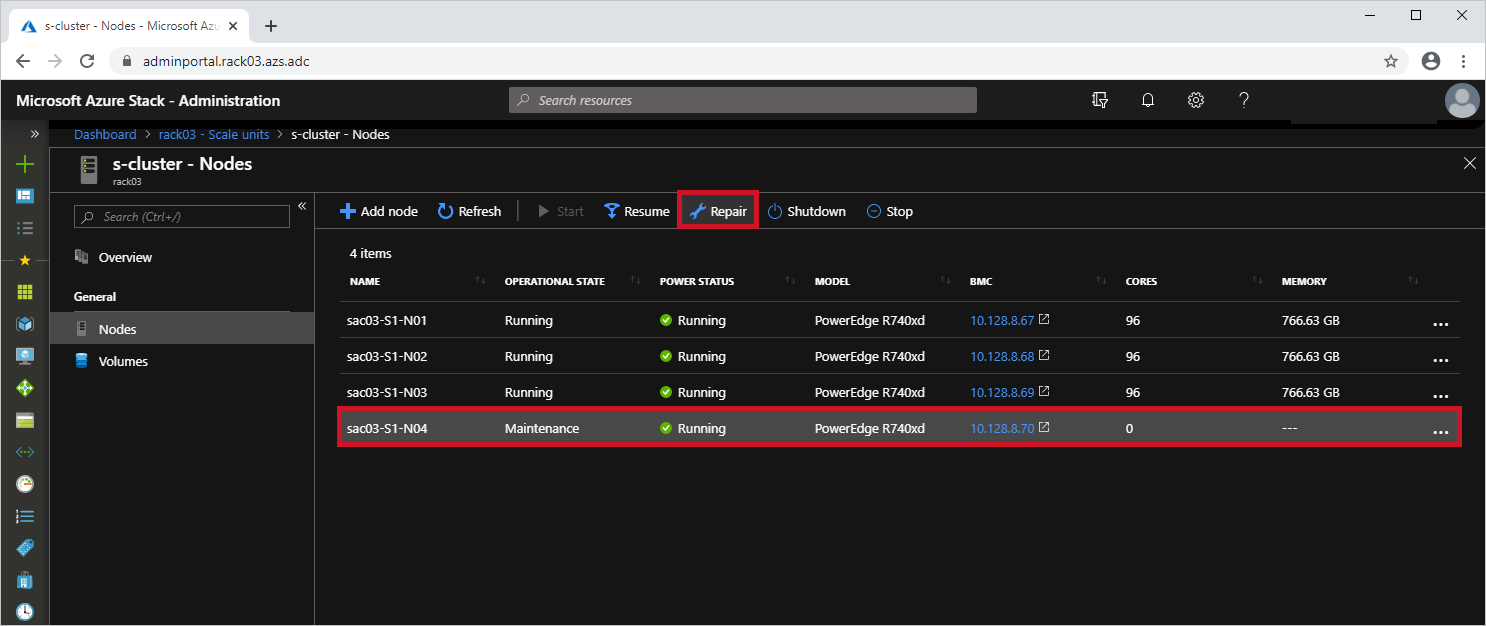 s-cluster - Nodes - Microsoft Azu
adminportal.rack03.azs.adc
Microsoft Azure Stack - Administration
Search resources
Dashboard > rack03 - Scale units > s-cluster - Nodes
s-cluster - Nodes
rack03
Search (Ctrl+/)
Overview
General
Nodes
Volumes
Add node Refresh Start Resume Repair Shutdown Stop
4 items
NAME OPERATIONAL STATE POWER STATUS MODEL BMC CORES MEMORY
sac03-S1-N01 Running Running PowerEdge R740xd 10.128.8.67 96 766.63 GB ...
sac03-S1-N02 Running Running PowerEdge R740xd 10.128.8.68 96 766.63 GB ...
sac03-S1-N03 Running Running PowerEdge R740xd 10.128.8.69 96 766.63 GB ...
sac03-S1-N04 Maintenance Running PowerEdge R740xd 10.128.8.70 0 --- ...